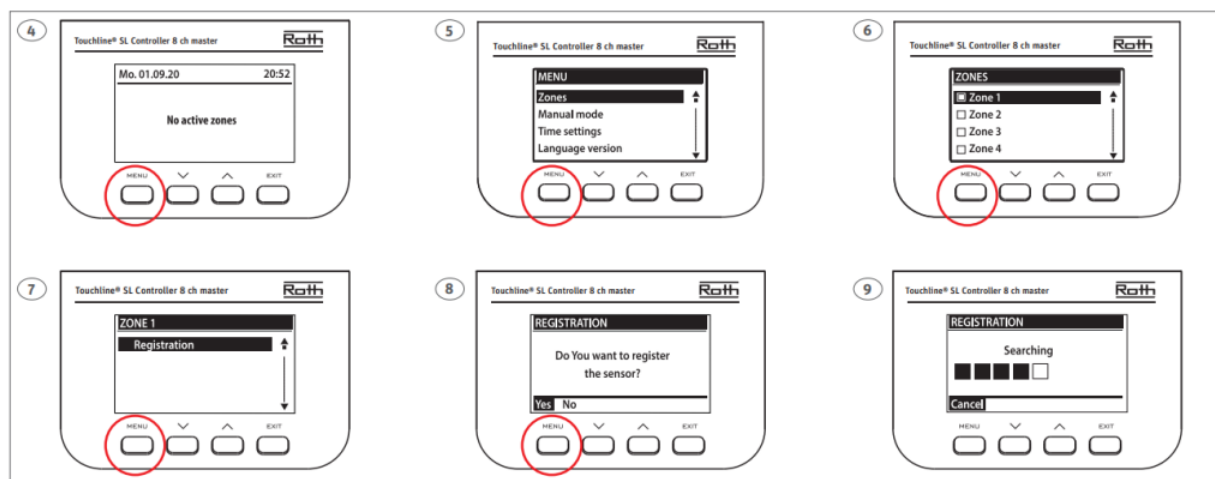 4
Touchline® SL Controller 8 ch master
Roth
Mo. 01.09.20 20:52
No active zones
MENU EXIT
5
Touchline® SL Controller 8 ch master
Roth
MENU
Zones
Manual mode
Time settings
Language version
MENU EXIT
6
Touchline® SL Controller 8 ch master
Roth
ZONES
Zone 1
Zone 2
Zone 3
Zone 4
MENU EXIT
7
Touchline® SL Controller 8 ch master
Roth
ZONE 1
Registration
MENU EXIT
8
Touchline® SL Controller 8 ch master
Roth
REGISTRATION
Do You want to register
the sensor?
Yes No
MENU EXIT
9
Touchline® SL Controller 8 ch master
Roth
REGISTRATION
Searching
Cancel
MENU EXIT